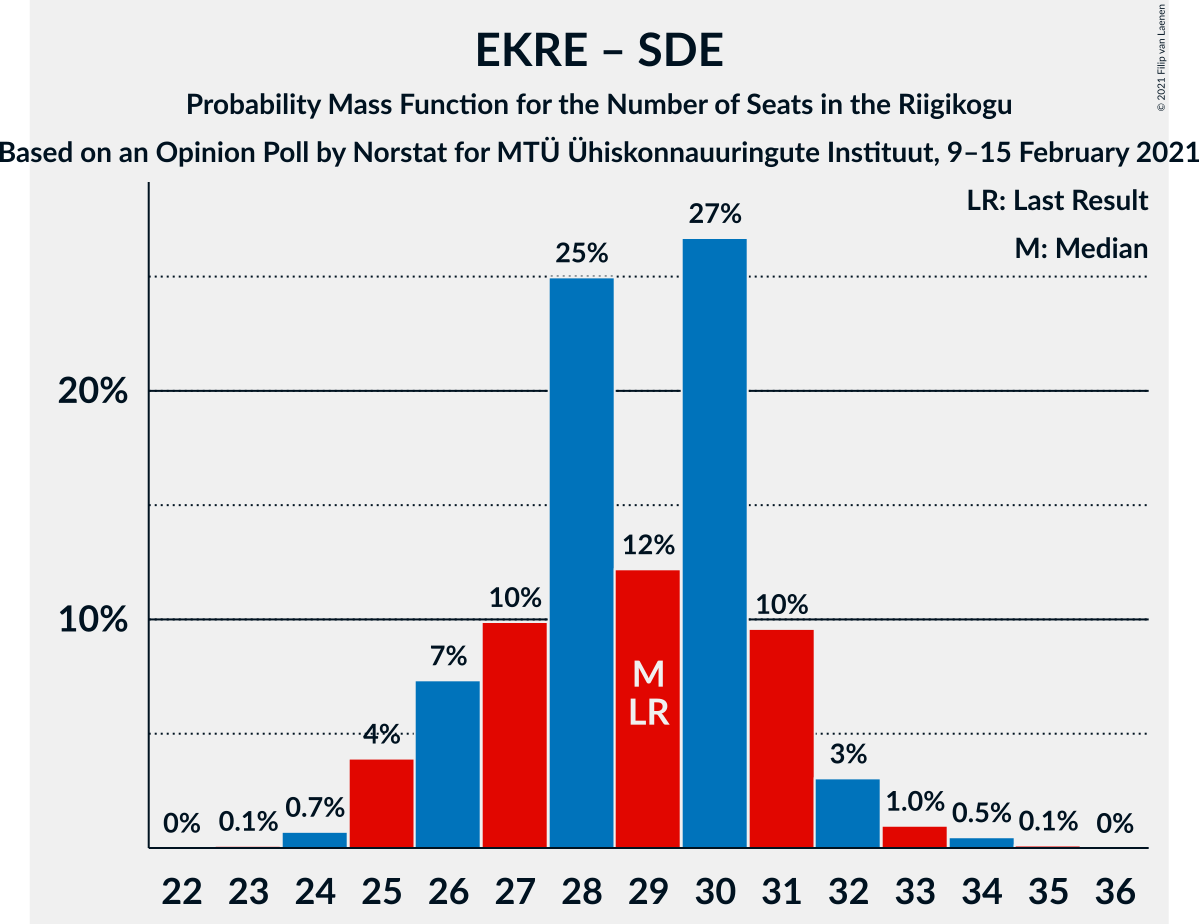 EKRE – SDE
Probability Mass Function for the Number of Seats in the Riigikogu
Based on an Opinion Poll by Norstat for MTÜ Ühiskonnauuringute Instituut, 9–15 February 2021
© 2021 Filip van Laenen
LR: Last Result
M: Median
27%
25%
20%
12%
10%
10%
10%
7%
M
LR
4%
3%
0% 0.1% 0.7% 1.0% 0.5% 0.1% 0%
22 23 24 25 26 27 28 29 30 31 32 33 34 35 36